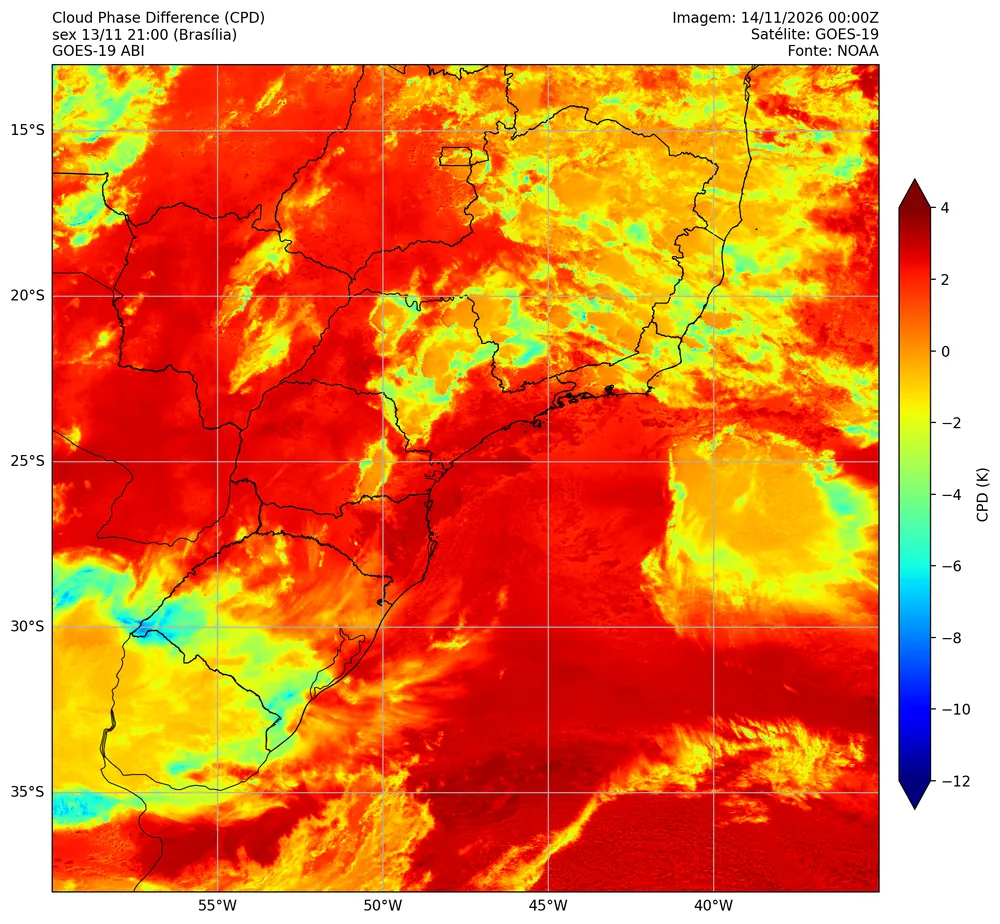 Cloud Phase Difference (CPD)
sex 13/11 21:00 (Brasília)
GOES-19 ABI
Imagem: 14/11/2026 00:00Z
Satélite: GOES-19
Fonte: NOAA
15°S
20°S
25°S
30°S
35°S
55°W
50°W
45°W
40°W
4
2
0
−2
−4
−6
−8
−10
−12
CPD (K)